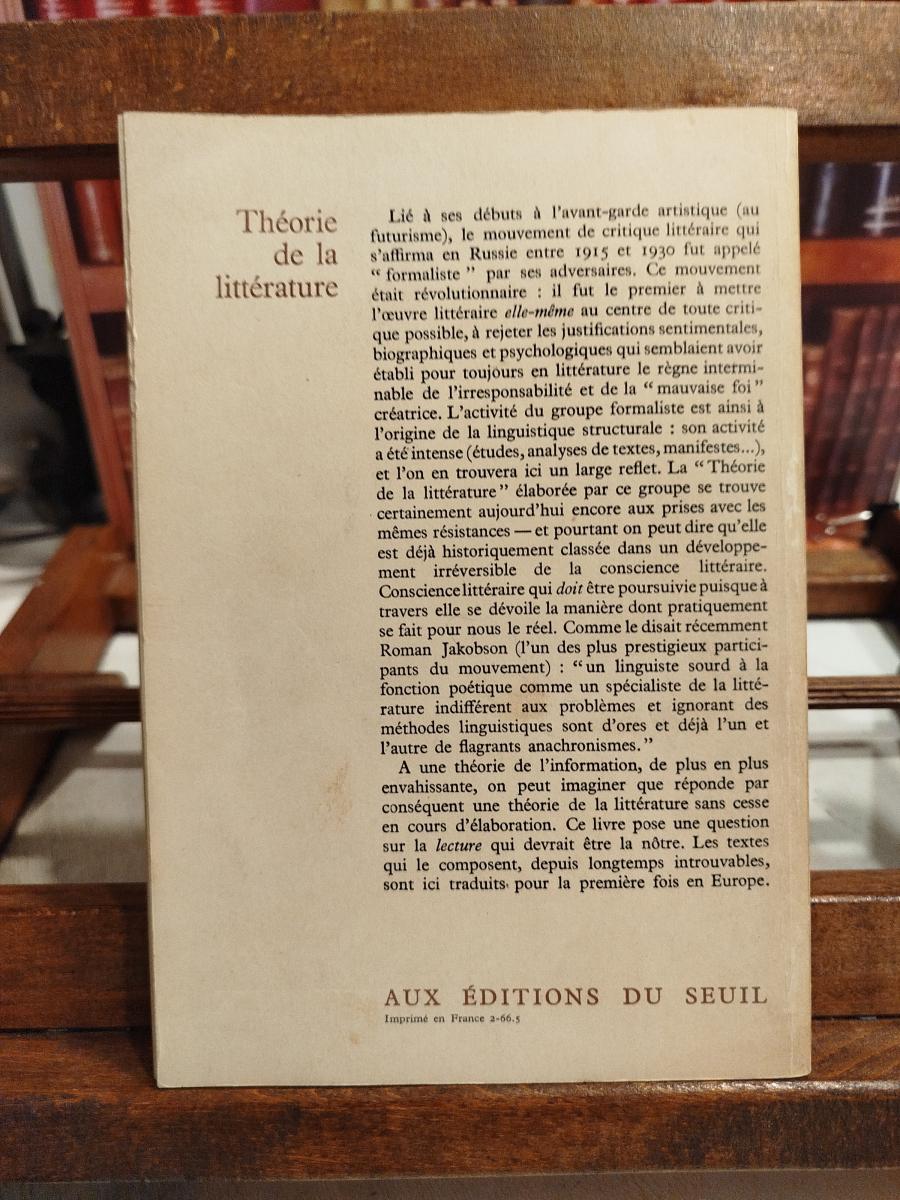 Théorie
de la
littérature
Lié à ses débuts à l'avant-garde artistique (au
futurisme), le mouvement de critique littéraire qui
s'affirma en Russie entre 1915 et 1930 fut appelé
“ formaliste ” par ses adversaires. Ce mouvement
était révolutionnaire : il fut le premier à mettre
l'œuvre littéraire elle-même au centre de toute criti-
que possible, à rejeter les justifications sentimentales,
biographiques et psychologiques qui semblaient avoir
établi pour toujours en littérature le règne intermi-
nable de l'irresponsabilité et de la “ mauvaise foi ”
créatrice. L'activité du groupe formaliste est ainsi à
l'origine de la linguistique structurale : son activité
a été intense (études, analyses de textes, manifestes...),
et l'on en trouvera ici un large reflet. La “ Théorie
de la littérature ” élaborée par ce groupe se trouve
certainement aujourd'hui encore aux prises avec les
mêmes résistances — et pourtant on peut dire qu'elle
est déjà historiquement classée dans un développe-
ment irréversible de la conscience littéraire.
Conscience littéraire qui doit être poursuivie puisque à
travers elle se dévoile la manière dont pratiquement
se fait pour nous le réel. Comme le disait récemment
Roman Jakobson (l'un des plus prestigieux partici-
pants du mouvement) : “ un linguiste sourd à la
fonction poétique comme un spécialiste de la litté-
rature indifférent aux problèmes et ignorant des
méthodes linguistiques sont d'ores et déjà l'un et
l'autre de flagrants anachronismes. ”
A une théorie de l'information, de plus en plus
envahissante, on peut imaginer que réponde par
conséquent une théorie de la littérature sans cesse
en cours d'élaboration. Ce livre pose une question
sur la lecture qui devrait être la nôtre. Les textes
qui le composent, depuis longtemps introuvables,
sont ici traduits pour la première fois en Europe.
AUX ÉDITIONS DU SEUIL
Imprimé en France 2-66.5